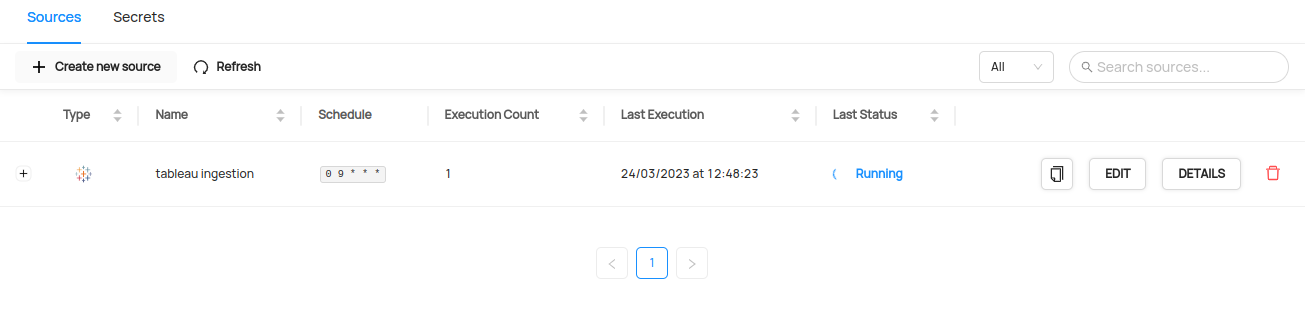 Sources Secrets
Create new source Refresh All Search sources...
Type Name Schedule Execution Count Last Execution Last Status
+ tableau ingestion 0 9 * * * 1 24/03/2023 at 12:48:23 Running EDIT DETAILS
< 1 >